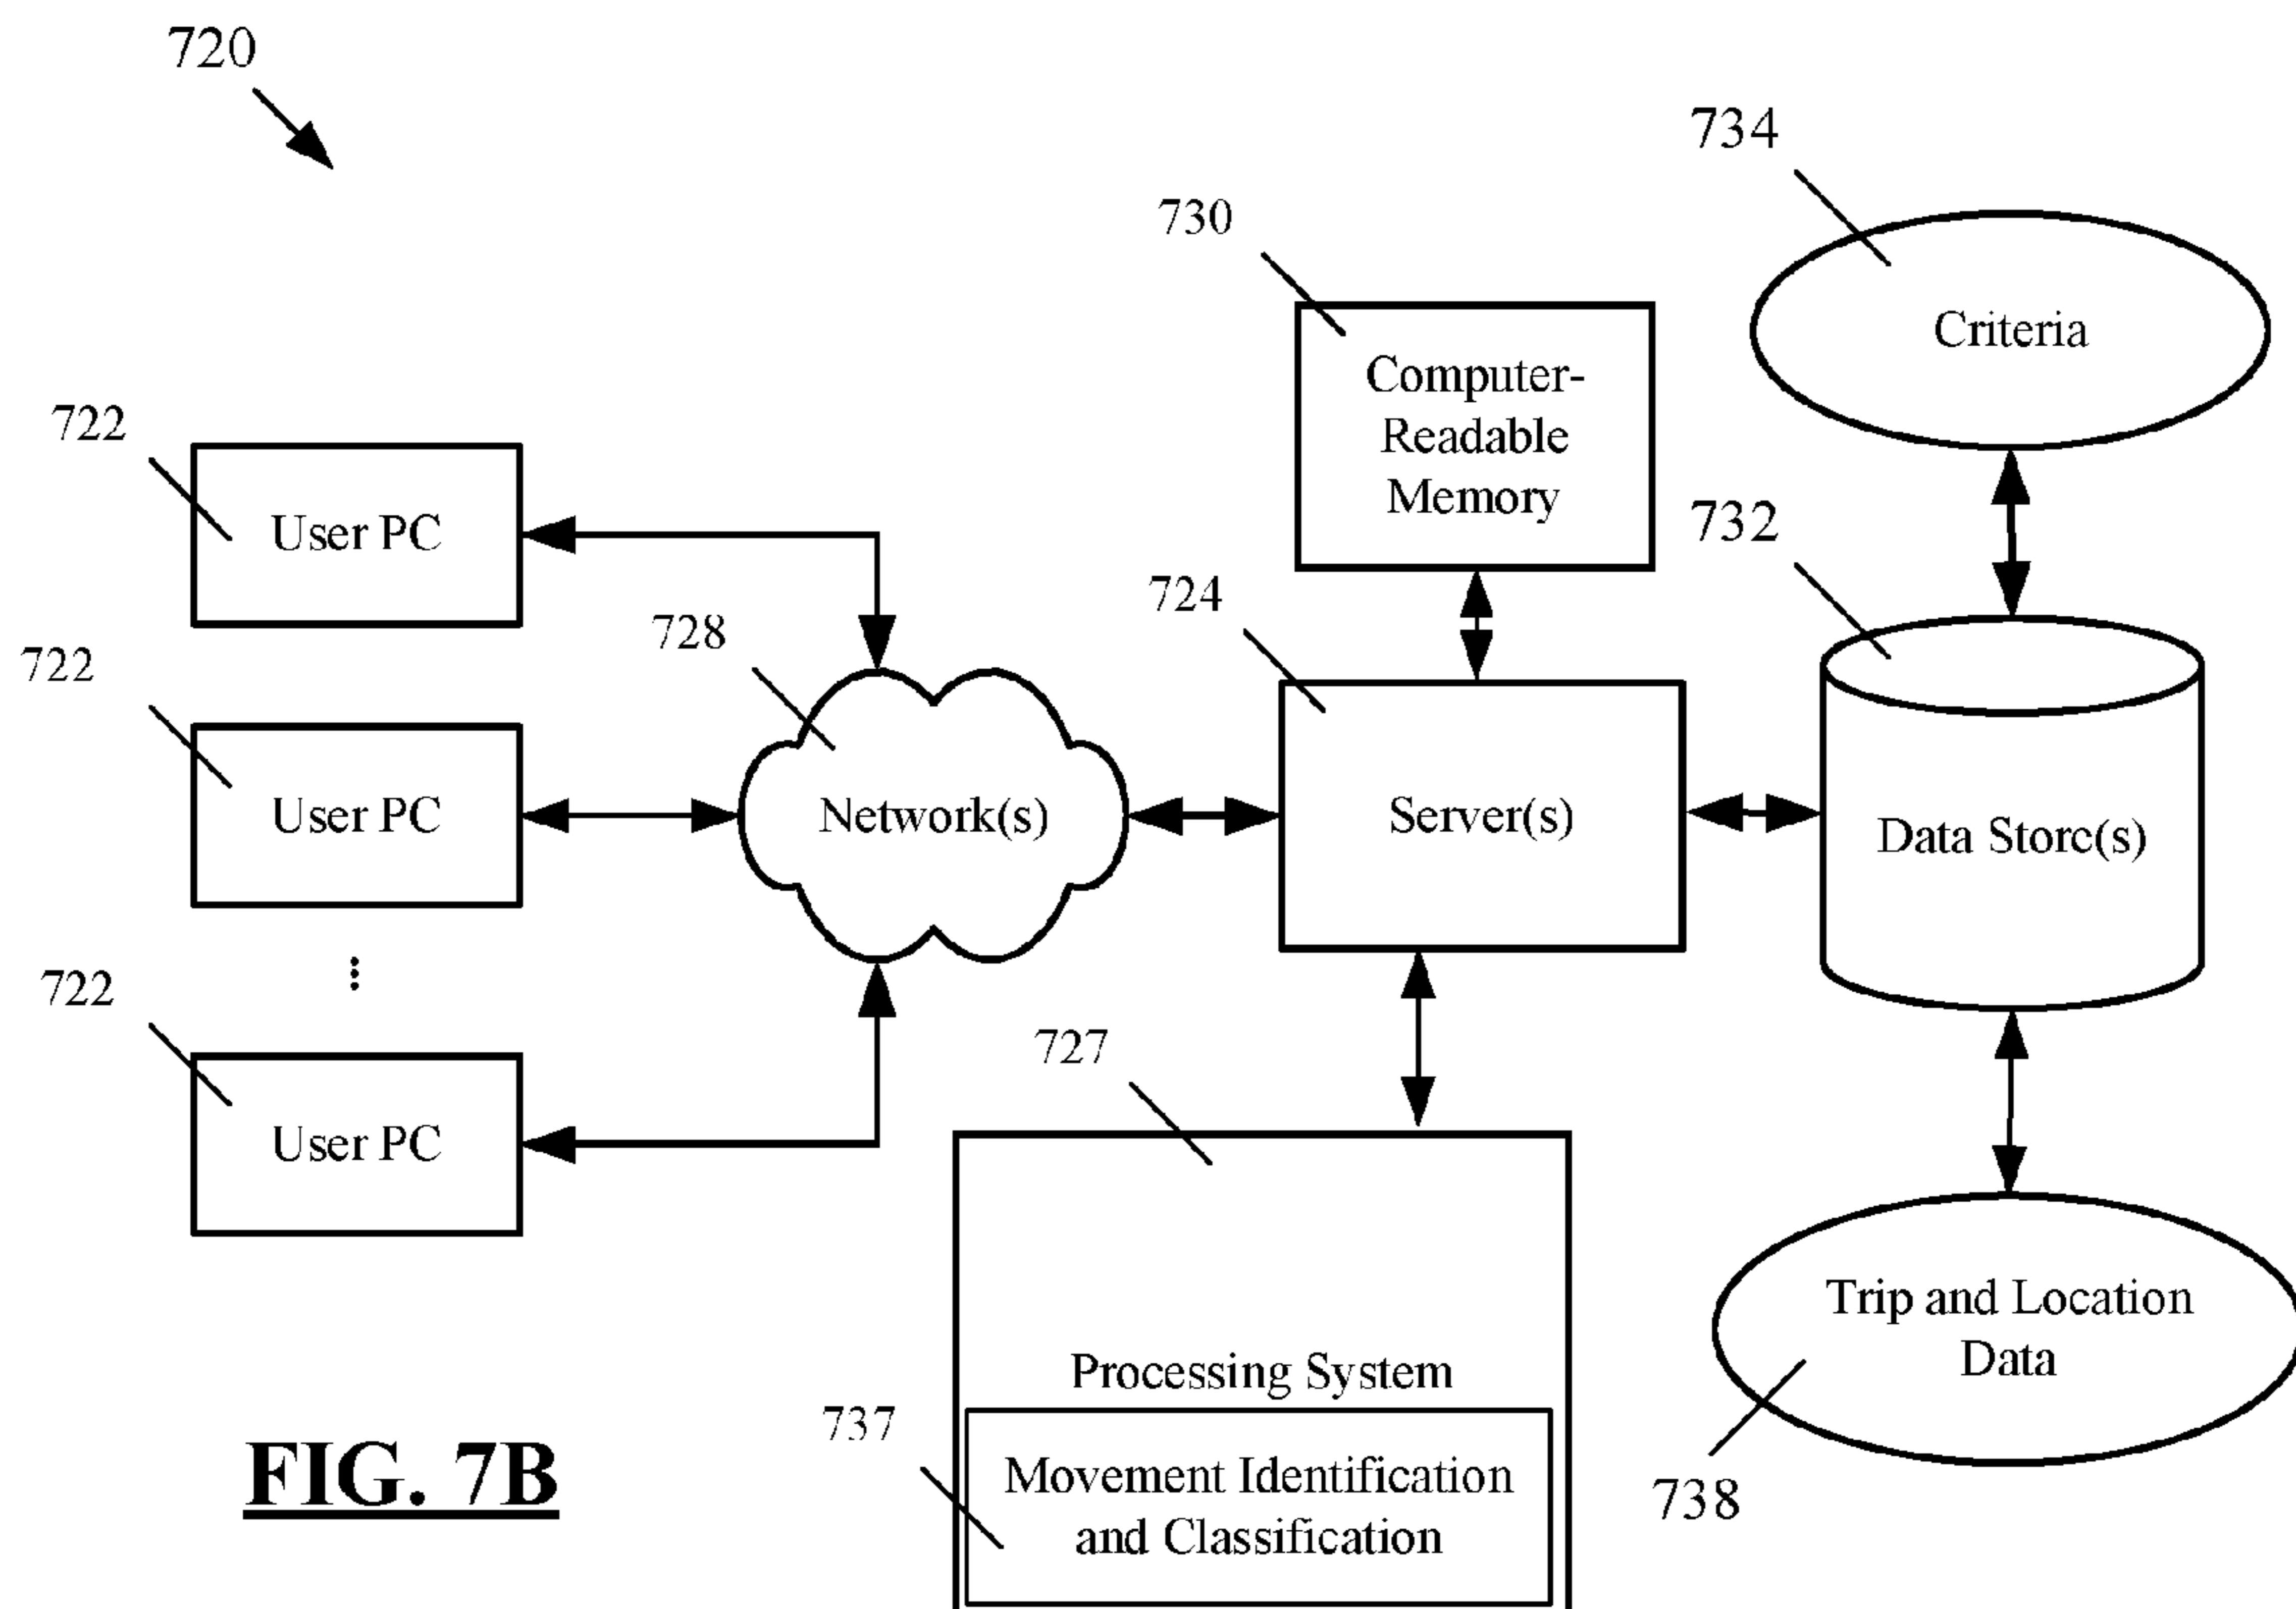 720
734
730
Criteria
Computer-
Readable
Memory
722
User PC
732
724
728
722
User PC
Network(s)
Server(s)
Data Store(s)
722
User PC
727
Trip and Location
Data
Processing System
737
Movement Identification
and Classification
738
FIG. 7B